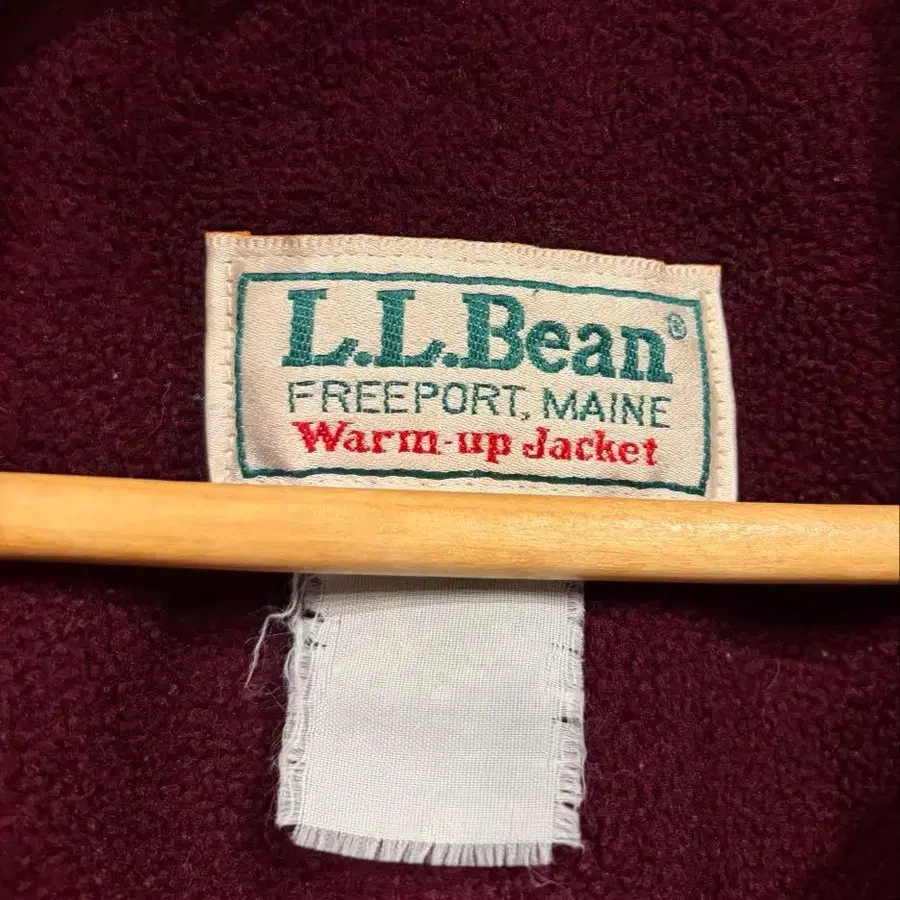 L.L.Bean®
FREEPORT, MAINE
Warm-up Jacket